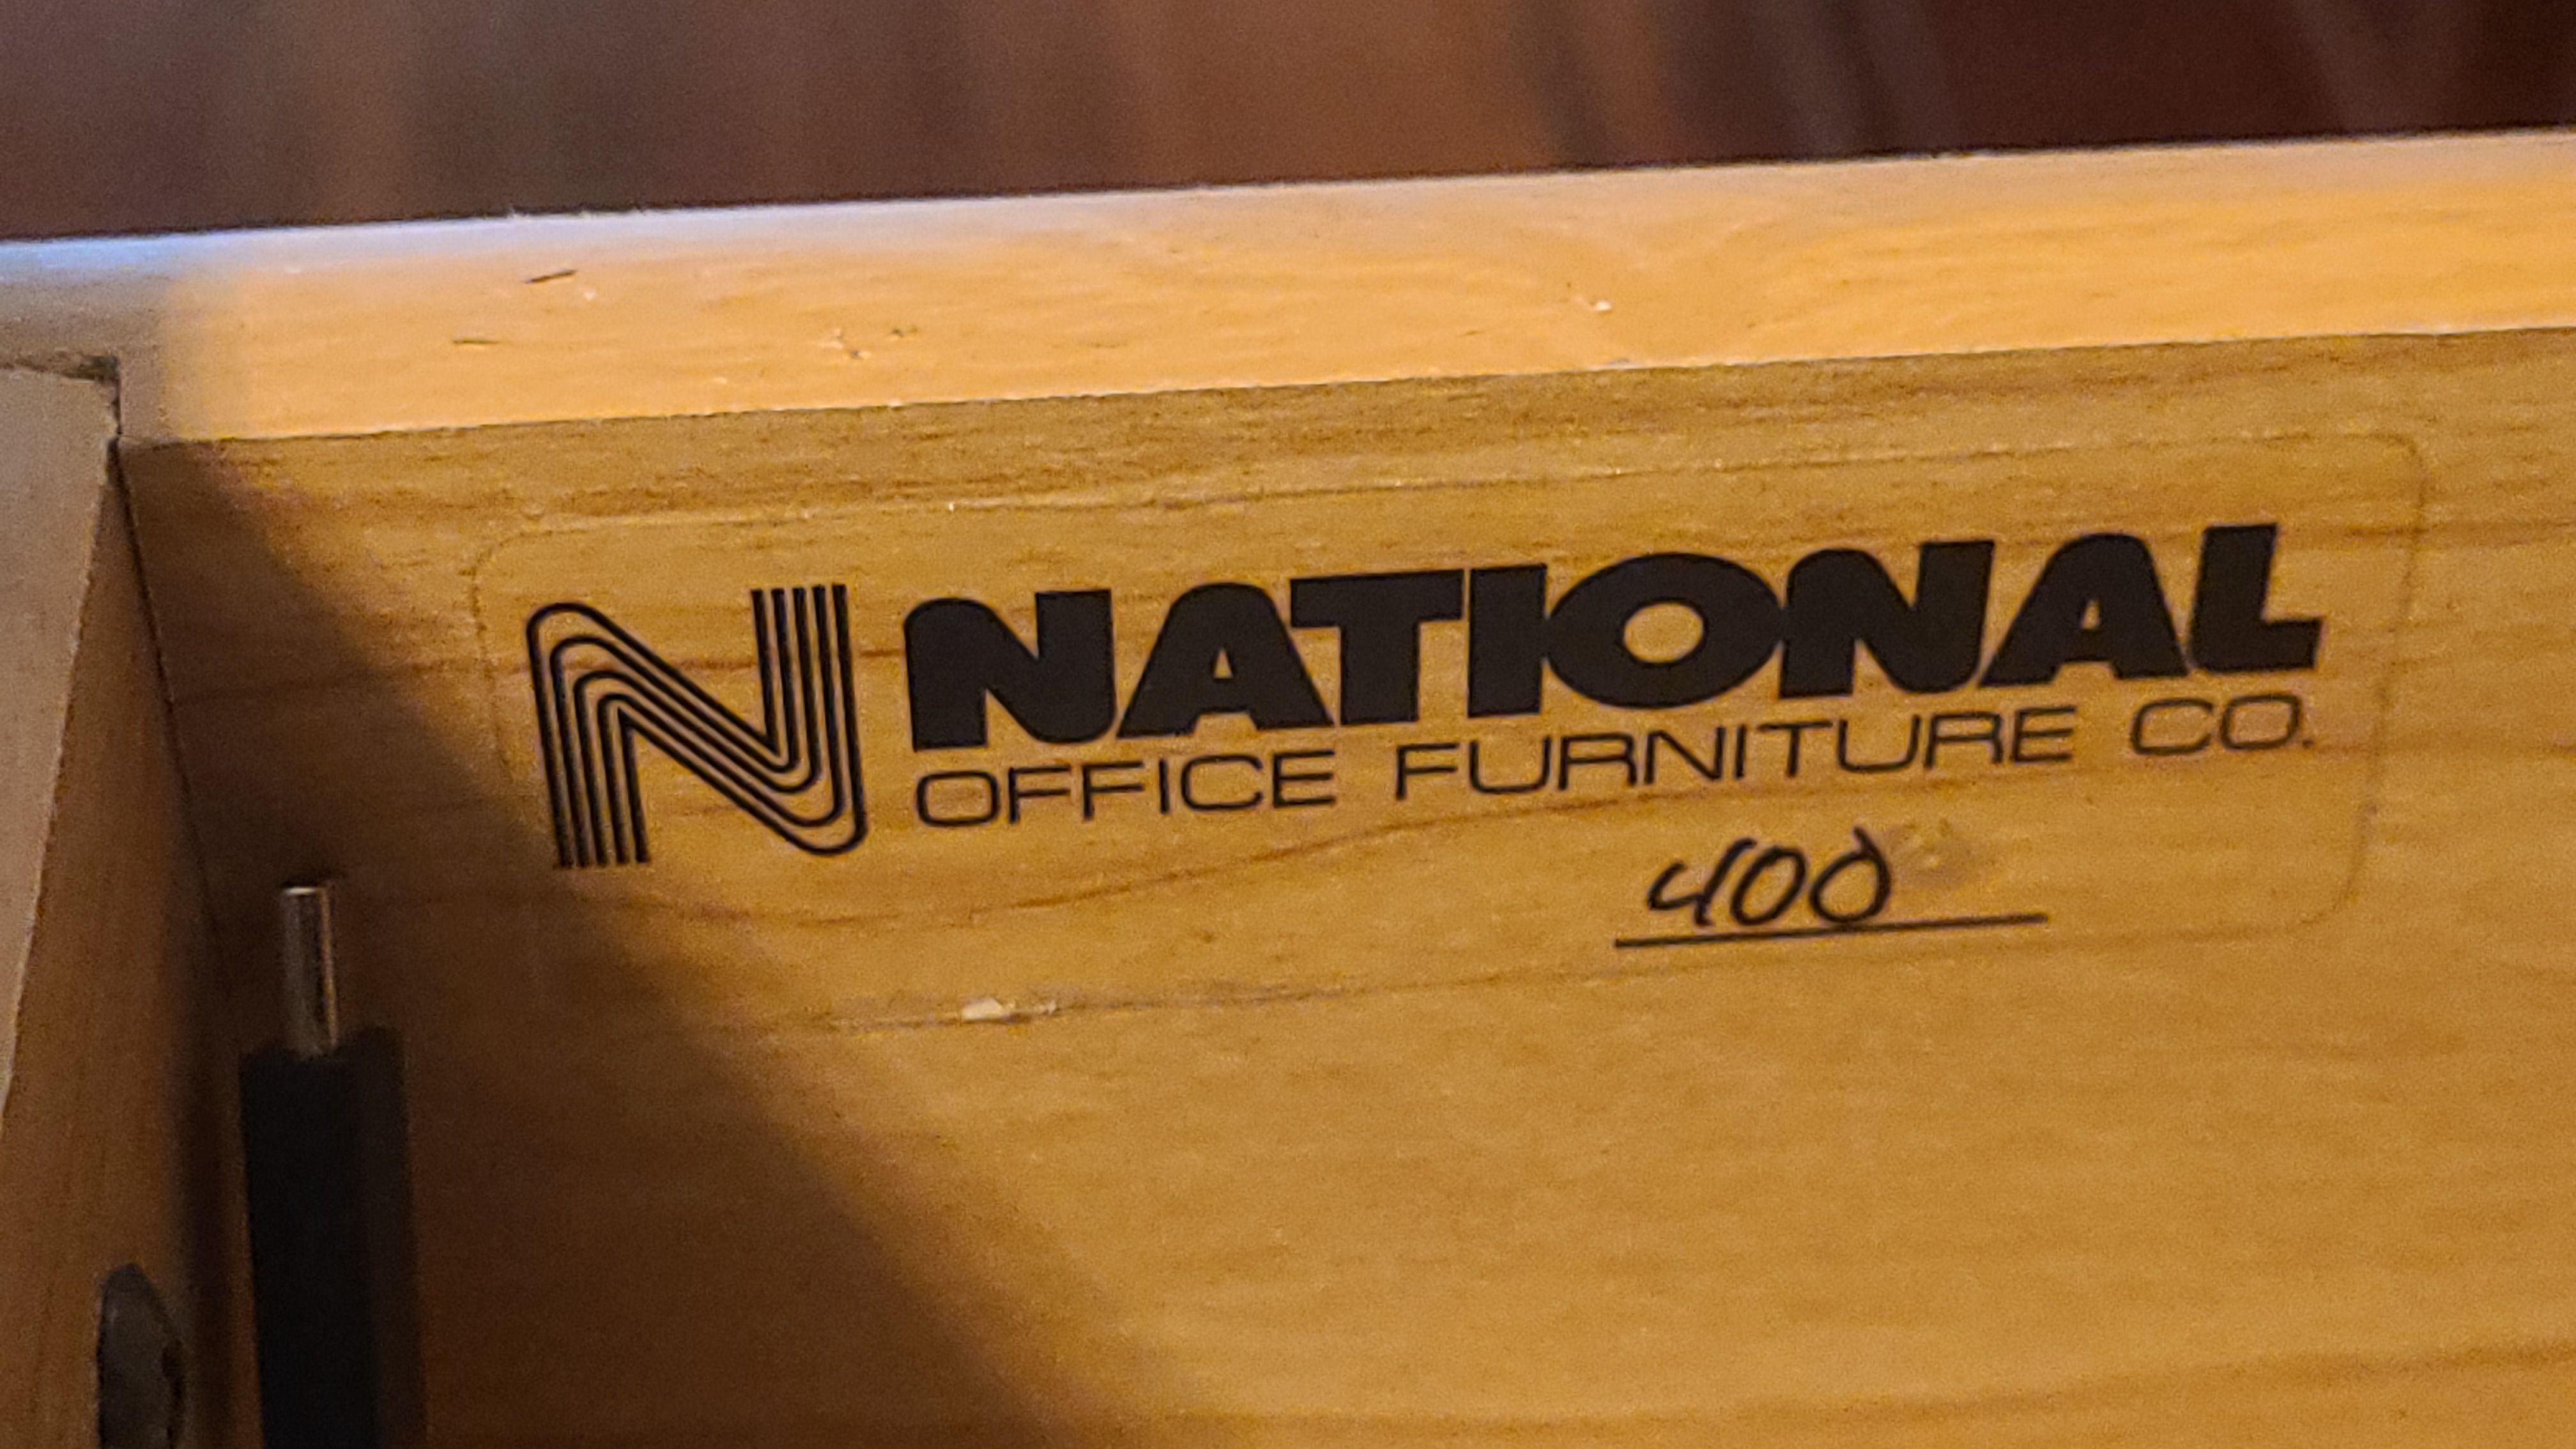 N NATIONAL
OFFICE FURNITURE CO.
400